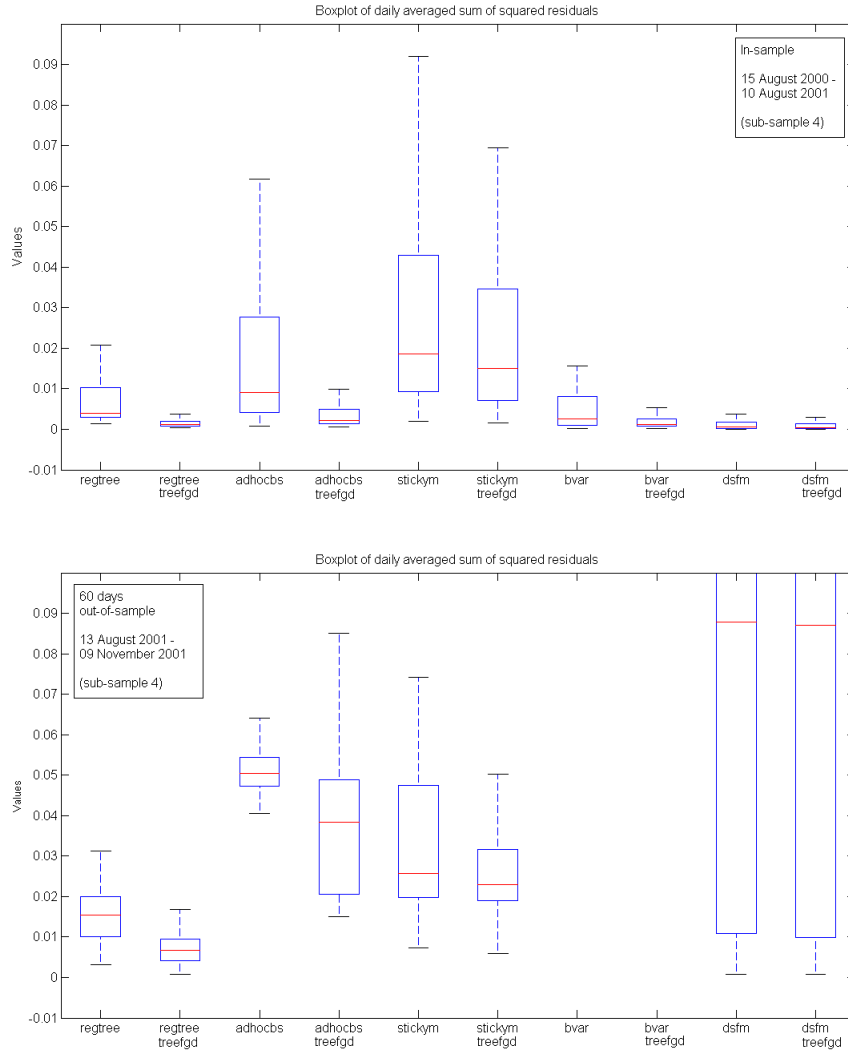 Boxplot of daily averaged sum of squared residuals
In-sample
15 August 2000 -
10 August 2001
(sub-sample 4)
Values
0.09
0.08
0.07
0.06
0.05
0.04
0.03
0.02
0.01
0
-0.01
regtree
regtree
treefgd
adhocbs
adhocbs
treefgd
stickym
stickym
treefgd
bvar
bvar
treefgd
dsfm
dsfm
treefgd
Boxplot of daily averaged sum of squared residuals
60 days
out-of-sample
13 August 2001 -
09 November 2001
(sub-sample 4)
Values
0.09
0.08
0.07
0.06
0.05
0.04
0.03
0.02
0.01
0
-0.01
regtree
regtree
treefgd
adhocbs
adhocbs
treefgd
stickym
stickym
treefgd
bvar
bvar
treefgd
dsfm
dsfm
treefgd